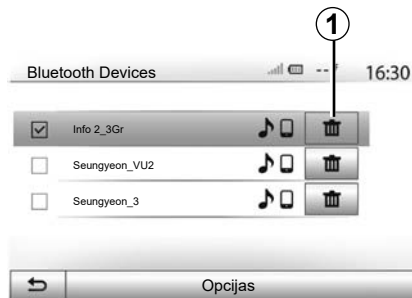 1
Bluetooth Devices --° 16:30
Info 2_3Gr
Seungyeon_VU2
Seungyeon_3
Opcijas